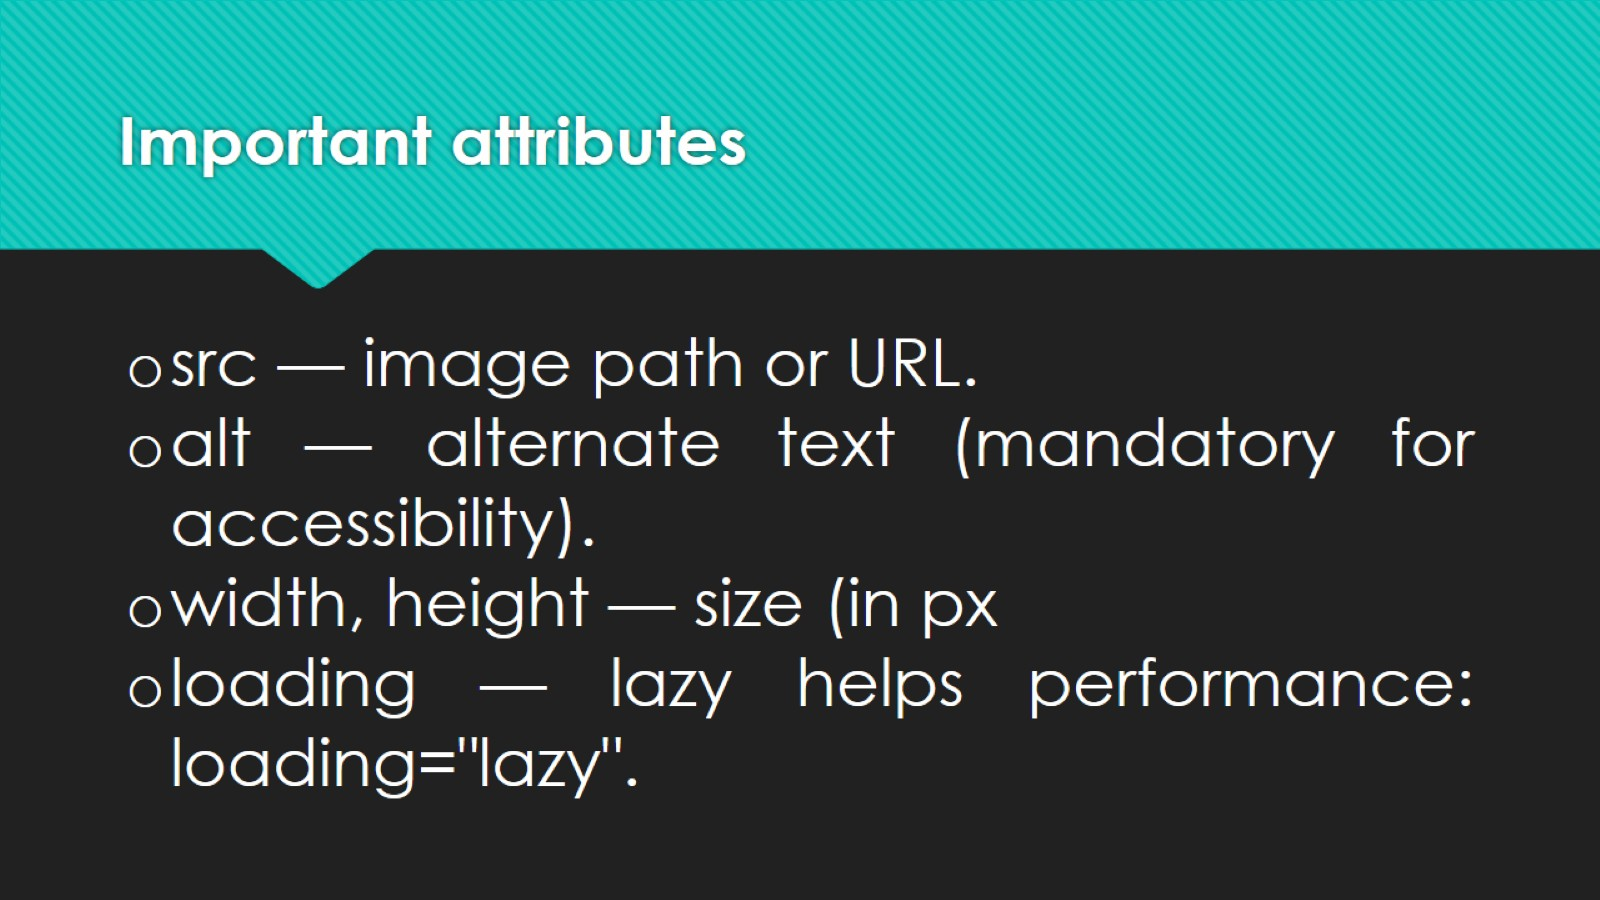 Important attributes
○ src — image path or URL.
○ alt — alternate text (mandatory for
accessibility).
○ width, height — size (in px
○ loading — lazy helps performance:
loading="lazy".